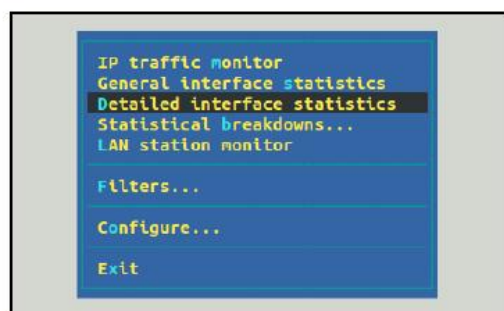 IP traffic monitor
General interface statistics
Detailed interface statistics
Statistical breakdowns...
LAN station monitor
Filters...
Configure...
Exit